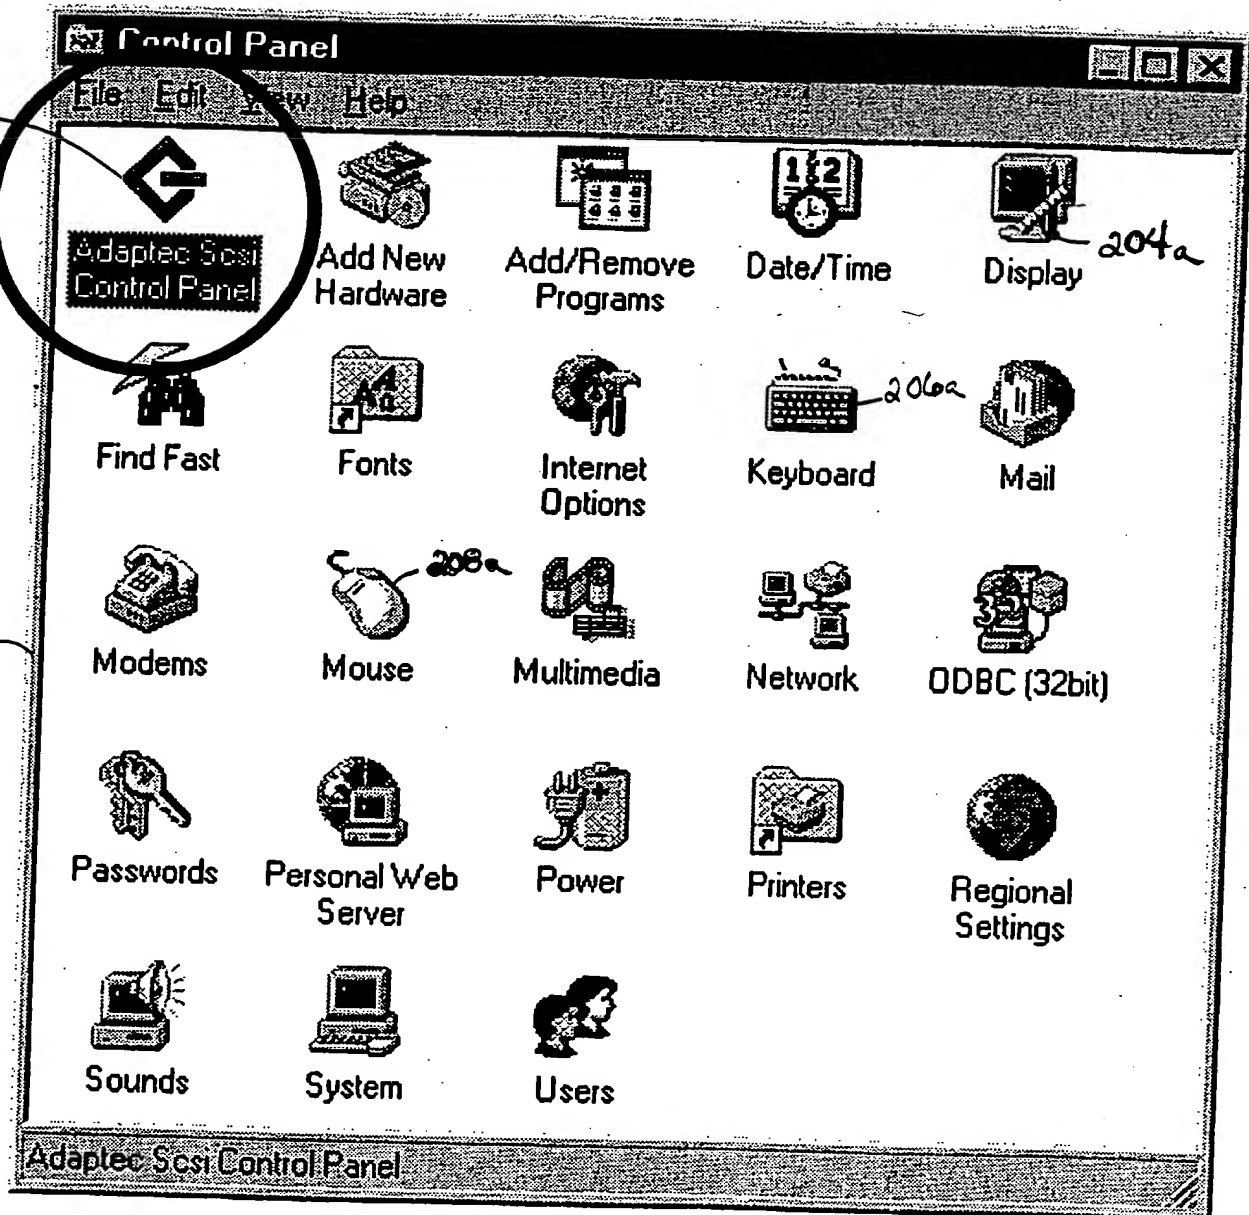 Control Panel
File Edit View Help
Adaptec Scsi
Control Panel
Add New
Hardware
Add/Remove
Programs
12
Date/Time
Display
204a
Find Fast
Fonts
Internet
Options
Keyboard
206a
Mail
Modems
Mouse
208a
Multimedia
Network
32
ODBC (32bit)
Passwords
Personal Web
Server
Power
Printers
Regional
Settings
Sounds
System
Users
Adaptec Scsi Control Panel